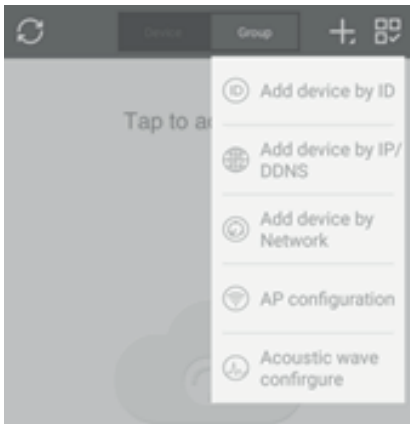 Device
Group
Tap to a
ID
Add device by ID
Add device by IP/
DDNS
Add device by
Network
AP configuration
Acoustic wave
confirgure